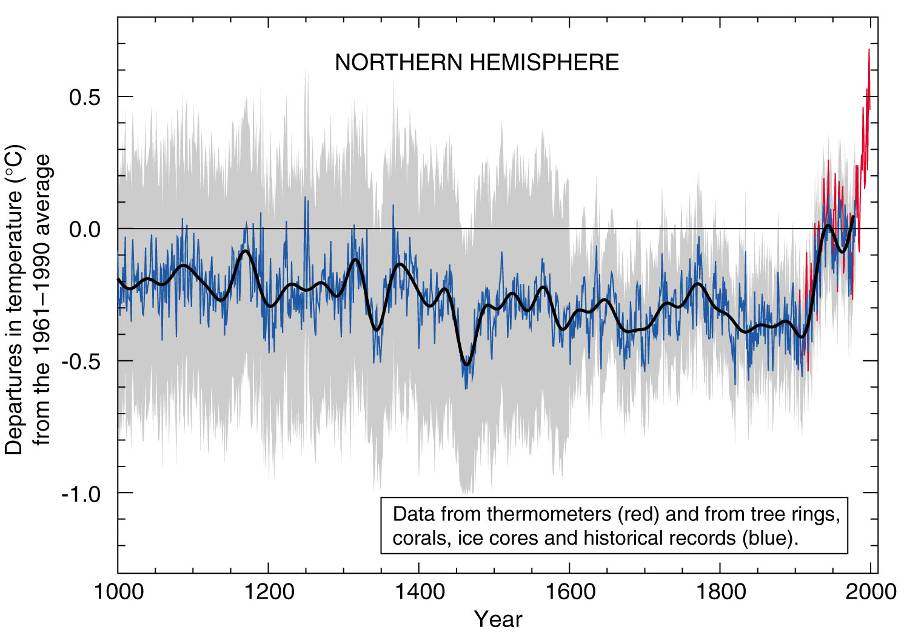 NORTHERN HEMISPHERE
Departures in temperature (°C)
from the 1961–1990 average
0.5
0.0
-0.5
-1.0
Data from thermometers (red) and from tree rings,
corals, ice cores and historical records (blue).
1000 1200 1400 1600 1800 2000
Year